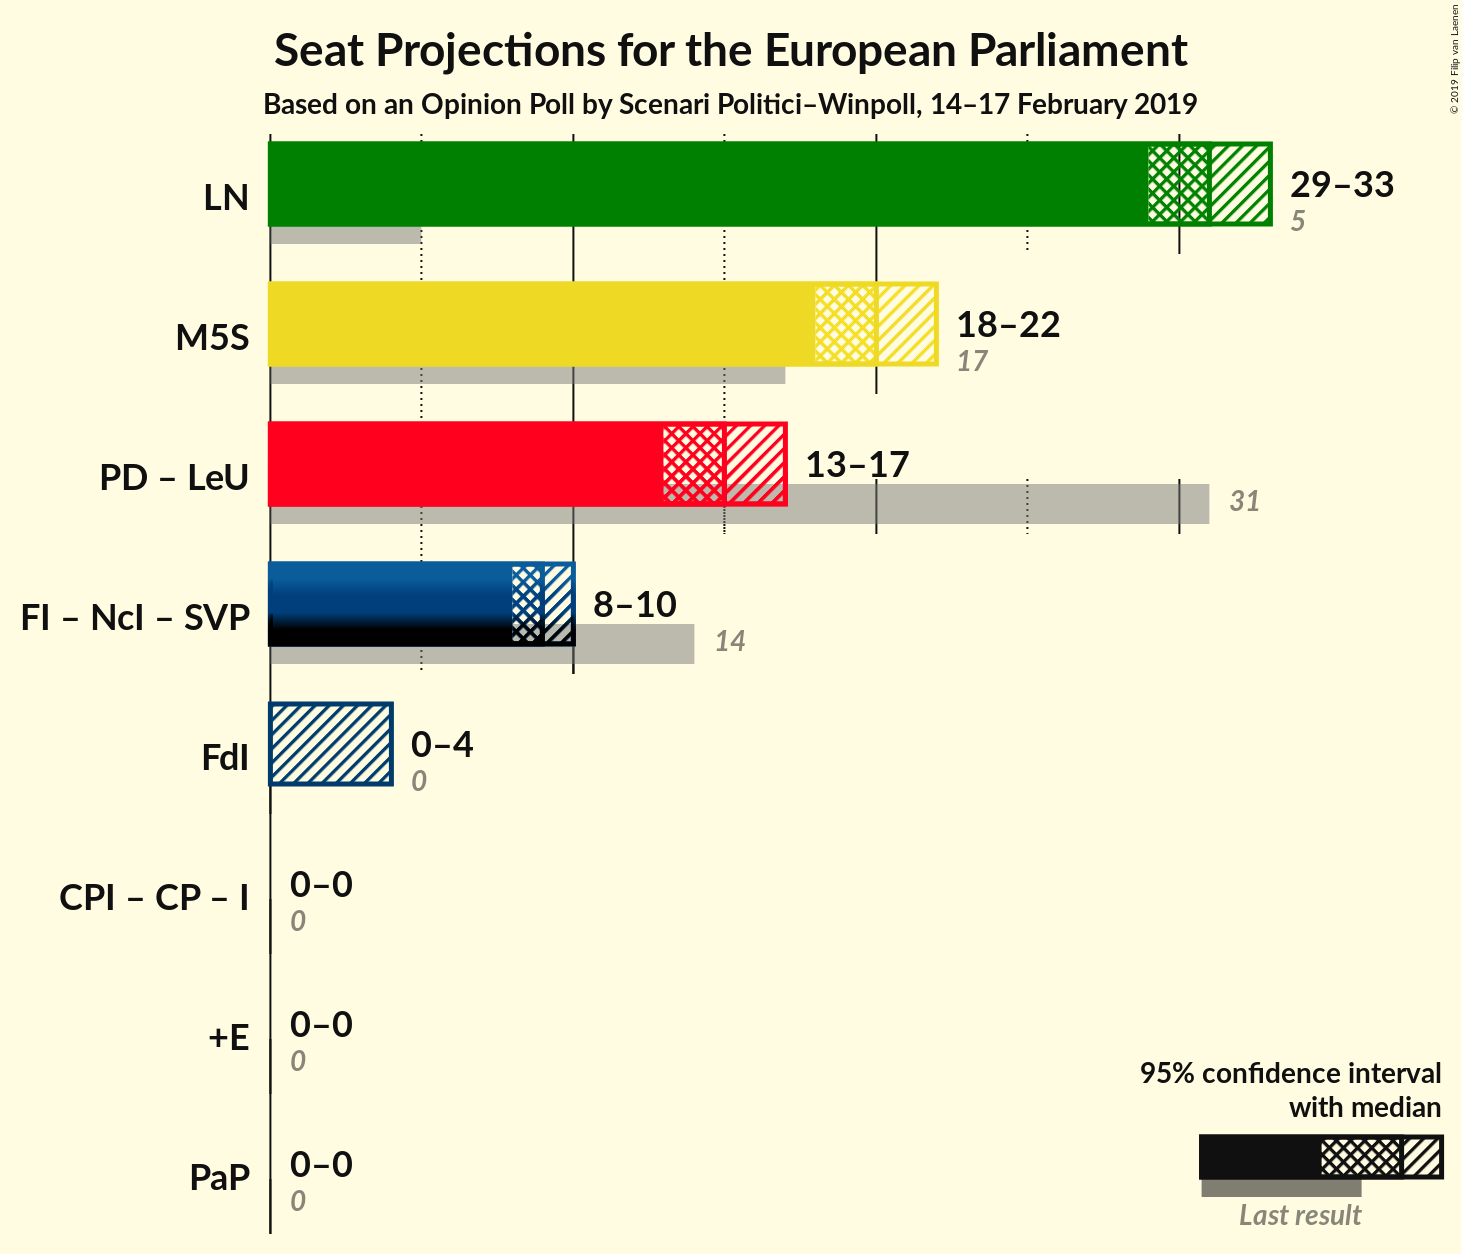 Seat Projections for the European Parliament
Based on an Opinion Poll by Scenari Politici–Winpoll, 14–17 February 2019
© 2019 Filip van Laenen
LN
29–33
5
M5S
18–22
17
PD – LeU
13–17
31
FI – NcI – SVP
8–10
14
FdI
0–4
0
CPI – CP – I
0–0
0
+E
0–0
0
PaP
0–0
0
95% confidence interval
with median
Last result